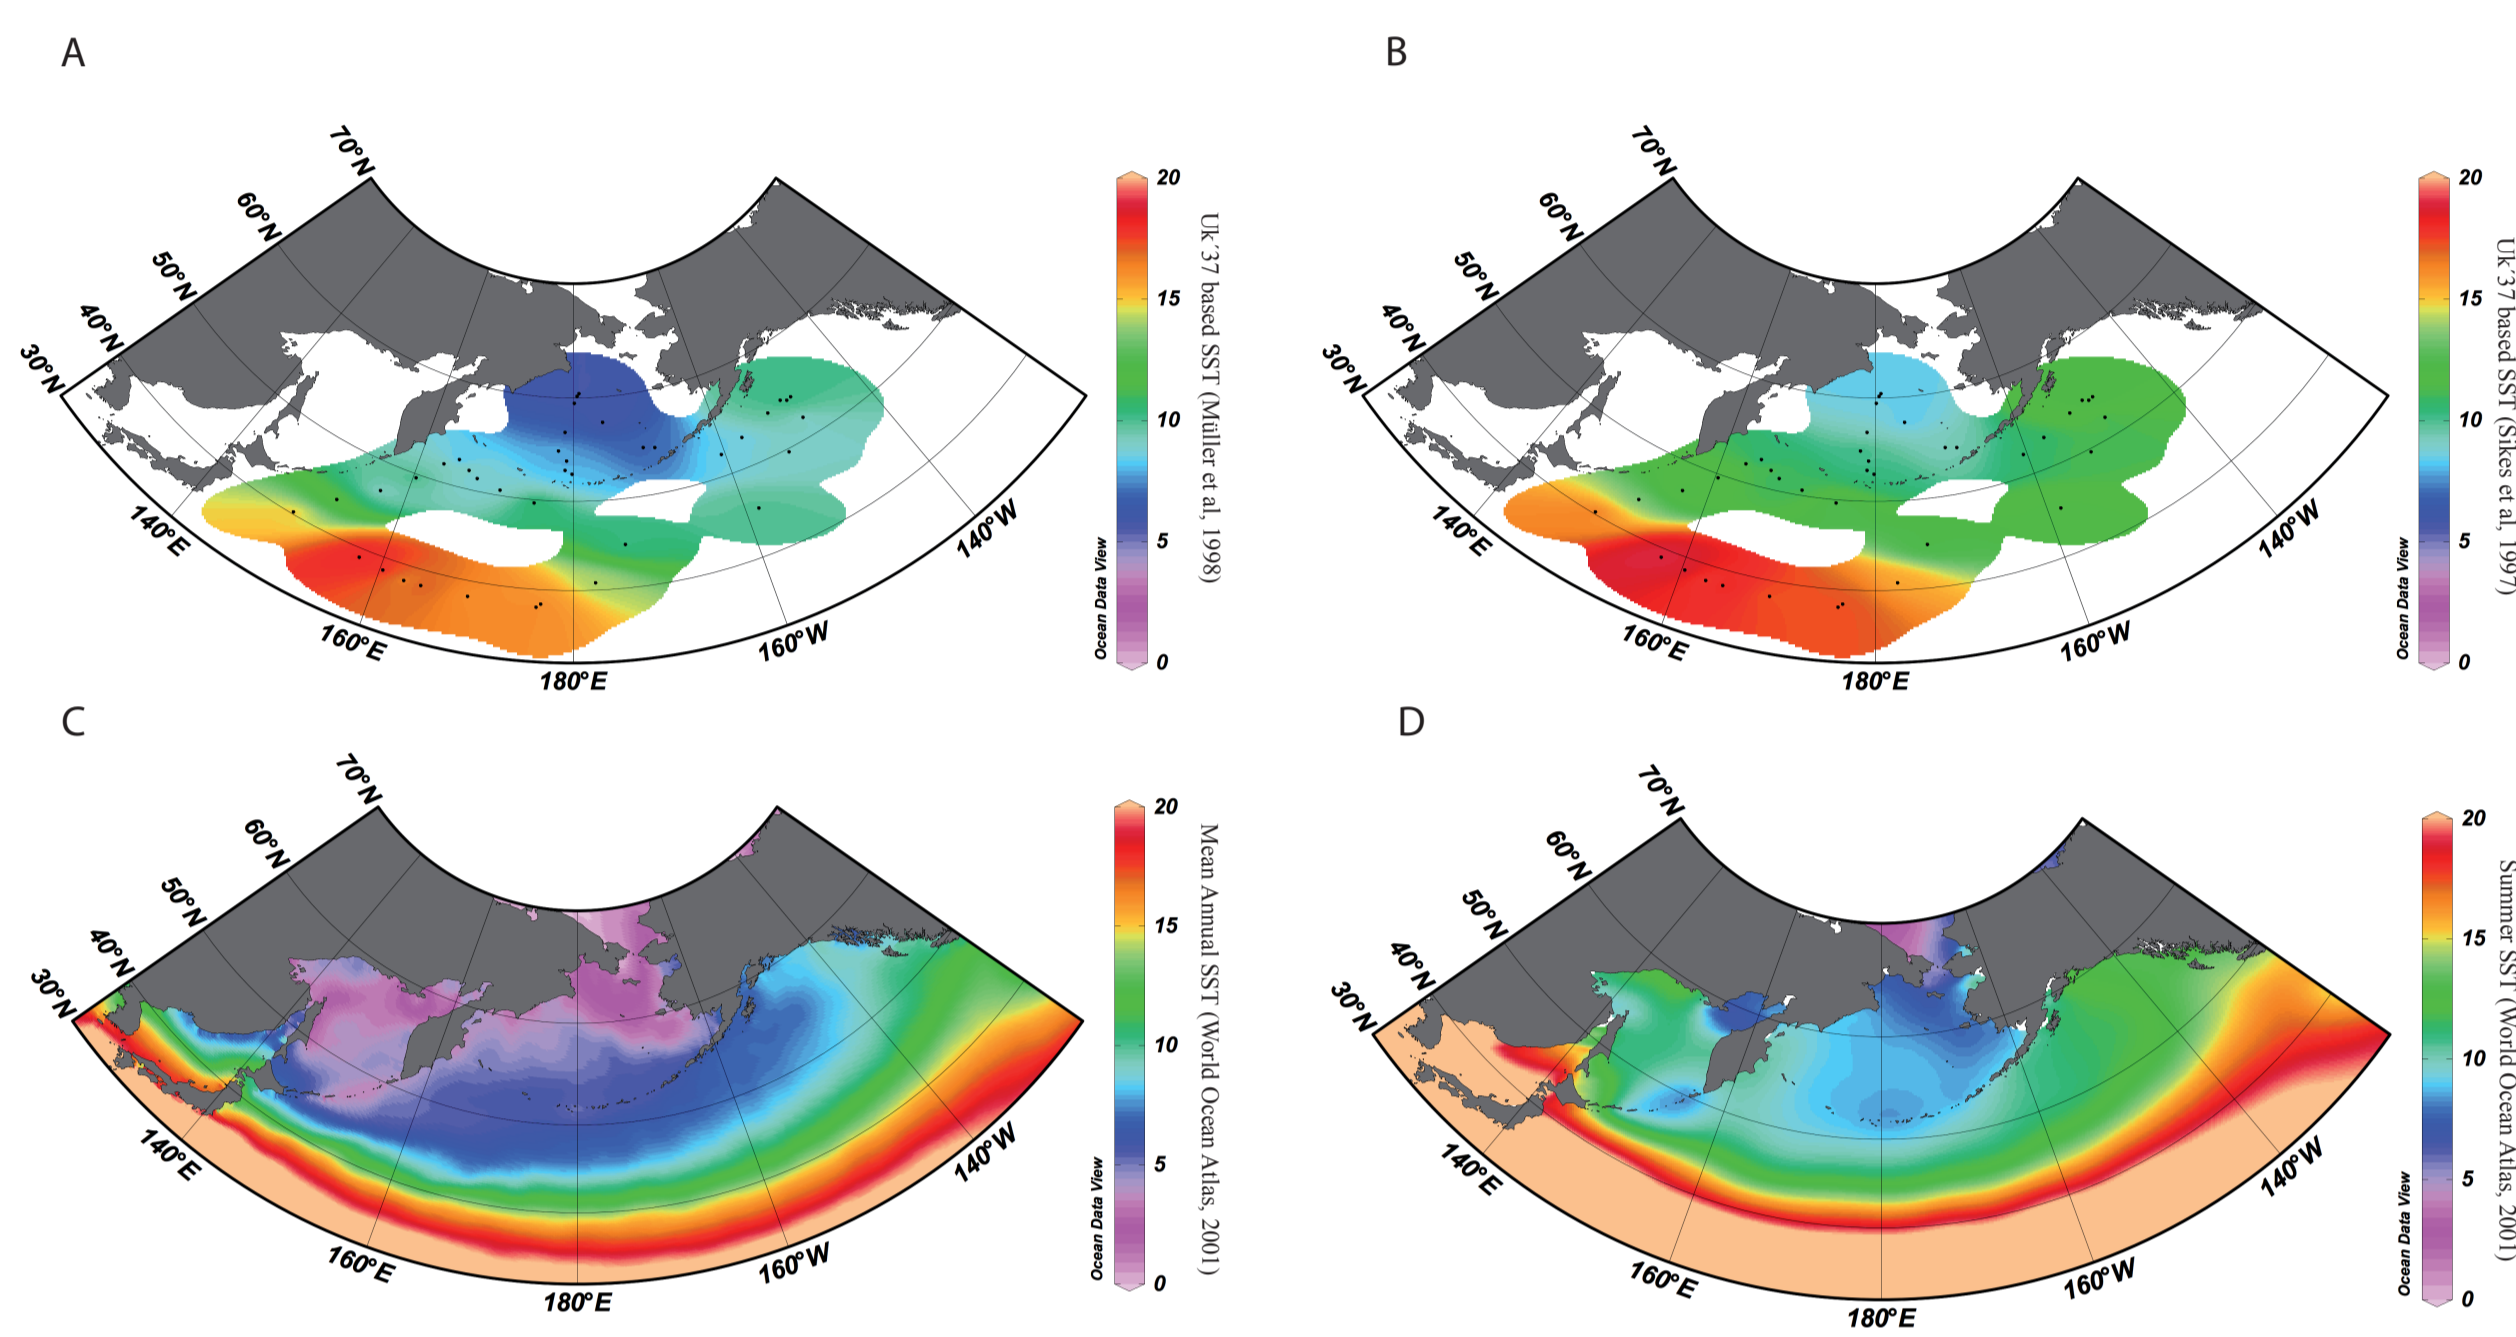 A
B
70°N
60°N
50°N
40°N
30°N
140°E
160°E
180°E
160°W
140°W
20
15
10
5
0
Ocean Data View
Uk´37 based SST (Müller et al, 1998)
70°N
60°N
50°N
40°N
30°N
140°E
160°E
180°E
160°W
140°W
20
15
10
5
0
Ocean Data View
Uk´37 based SST (Sikes et al, 1997)
C
D
70°N
60°N
50°N
40°N
30°N
140°E
160°E
180°E
160°W
140°W
20
15
10
5
0
Ocean Data View
Mean Annual SST (World Ocean Atlas, 2001)
70°N
60°N
50°N
40°N
30°N
140°E
160°E
180°E
160°W
140°W
20
15
10
5
0
Ocean Data View
Summer SST (World Ocean Atlas, 2001)